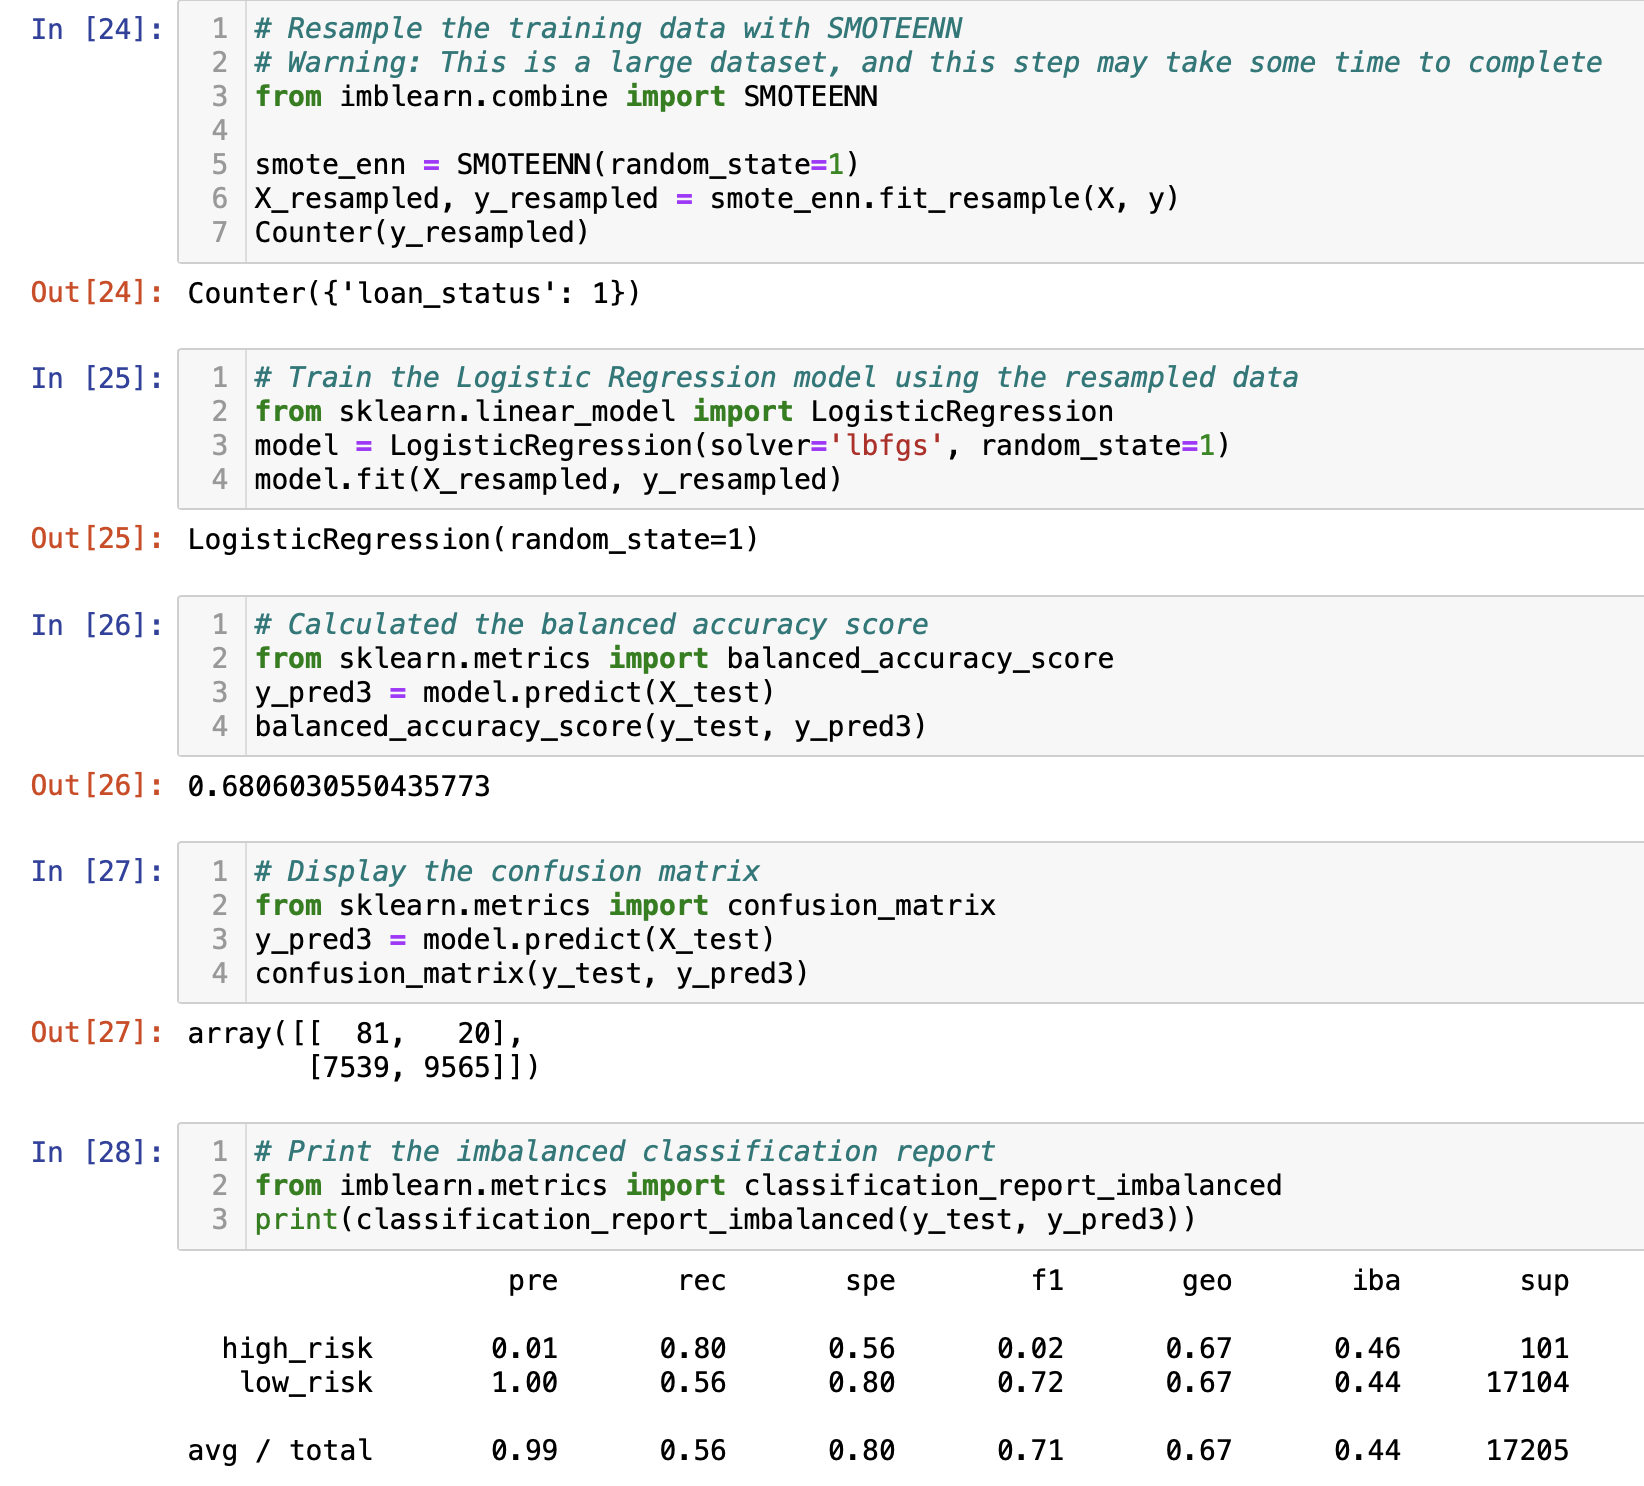 In [24]:
1 # Resample the training data with SMOTEENN
2 # Warning: This is a large dataset, and this step may take some time to complete
3 from imblearn.combine import SMOTEENN
4
5 smote_enn = SMOTEENN(random_state=1)
6 X_resampled, y_resampled = smote_enn.fit_resample(X, y)
7 Counter(y_resampled)
Out[24]: Counter({'loan_status': 1})
In [25]:
1 # Train the Logistic Regression model using the resampled data
2 from sklearn.linear_model import LogisticRegression
3 model = LogisticRegression(solver='lbfgs', random_state=1)
4 model.fit(X_resampled, y_resampled)
Out[25]: LogisticRegression(random_state=1)
In [26]:
1 # Calculated the balanced accuracy score
2 from sklearn.metrics import balanced_accuracy_score
3 y_pred3 = model.predict(X_test)
4 balanced_accuracy_score(y_test, y_pred3)
Out[26]: 0.6806030550435773
In [27]:
1 # Display the confusion matrix
2 from sklearn.metrics import confusion_matrix
3 y_pred3 = model.predict(X_test)
4 confusion_matrix(y_test, y_pred3)
Out[27]: array([[  81,   20],
       [7539, 9565]])
In [28]:
1 # Print the imbalanced classification report
2 from imblearn.metrics import classification_report_imbalanced
3 print(classification_report_imbalanced(y_test, y_pred3))
pre rec spe f1 geo iba sup
high_risk 0.01 0.80 0.56 0.02 0.67 0.46 101
low_risk 1.00 0.56 0.80 0.72 0.67 0.44 17104
avg / total 0.99 0.56 0.80 0.71 0.67 0.44 17205